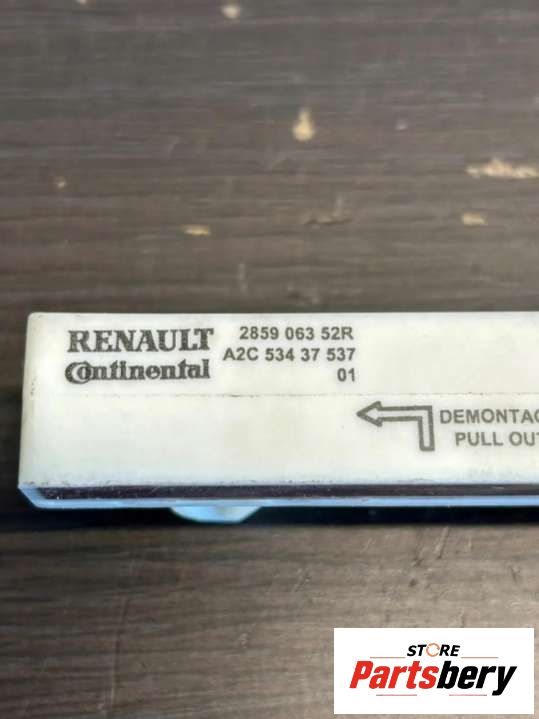 RENAULT 2859 063 52R
Continental A2C 534 37 537
01
DEMONTAG
PULL OUT
STORE
Partsbery